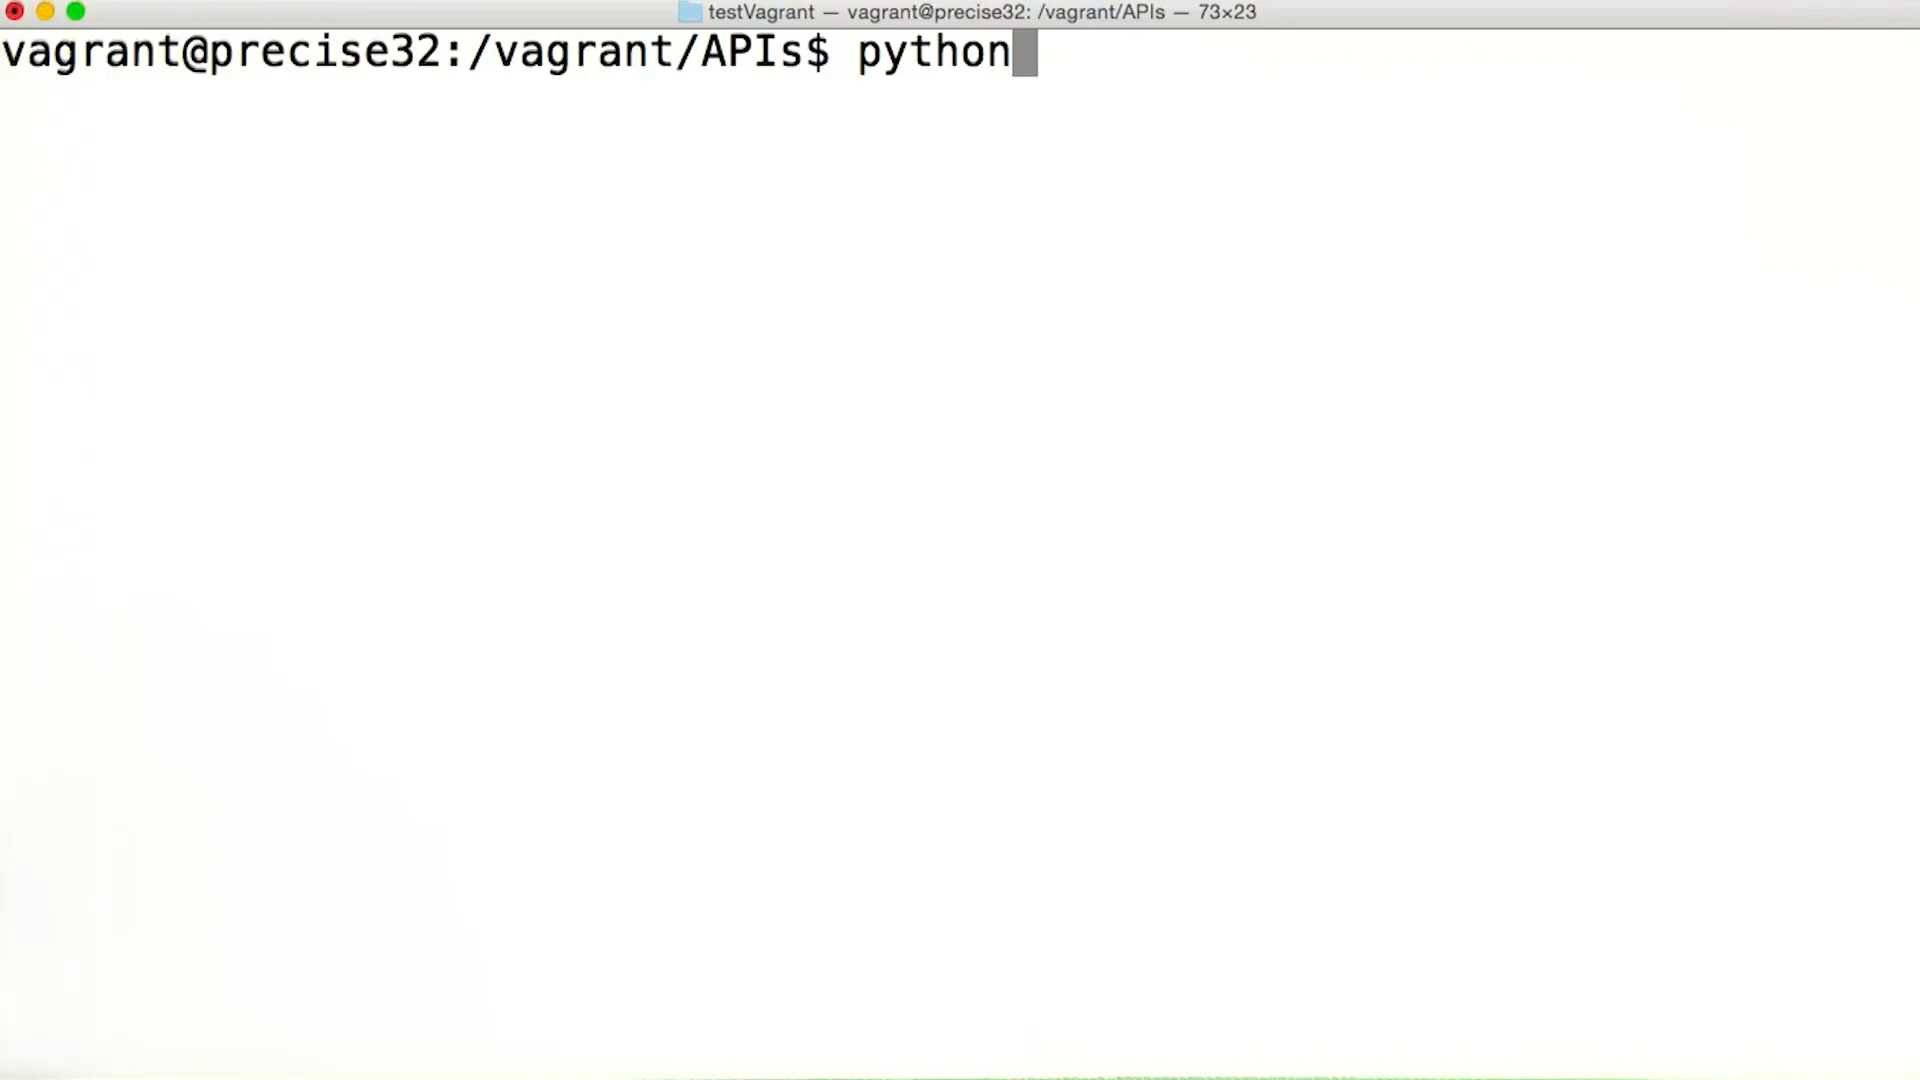 testVagrant — vagrant@precise32: /vagrant/APIs — 73×23
vagrant@precise32:/vagrant/APIs$ python